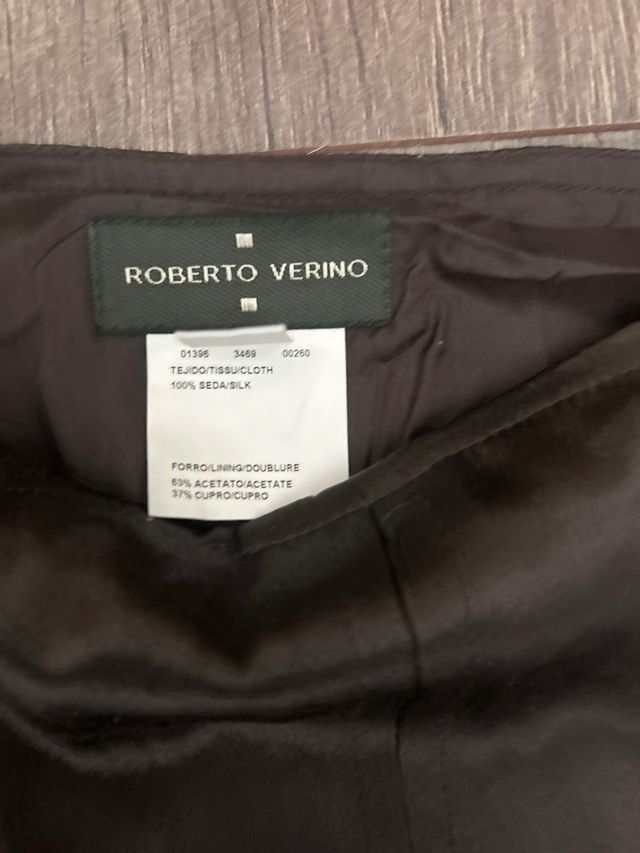 ROBERTO VERINO
01396 3469 00260
TEJIDO/TISSU/CLOTH
100% SEDA/SILK
FORRO/LINING/DOUBLURE
63% ACETATO/ACETATE
37% CUPRO/CUPRO